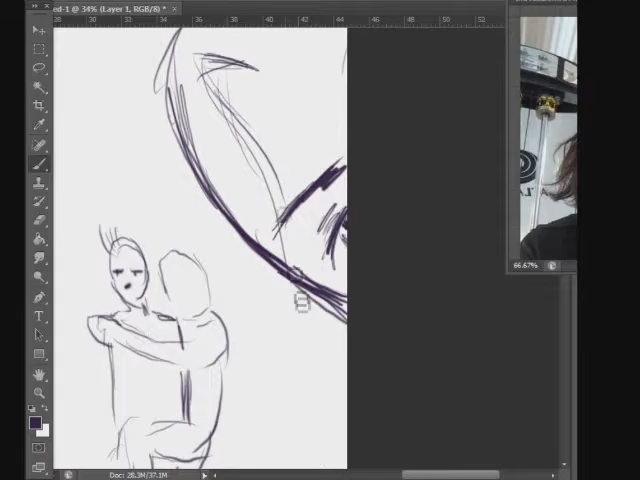 ed-1 @ 34% (Layer 1, RGB/8) * ×
28 30 32 34 36 38 40 42 44 46 48 50 52
T
66.67%
Doc: 28.3M/37.1M